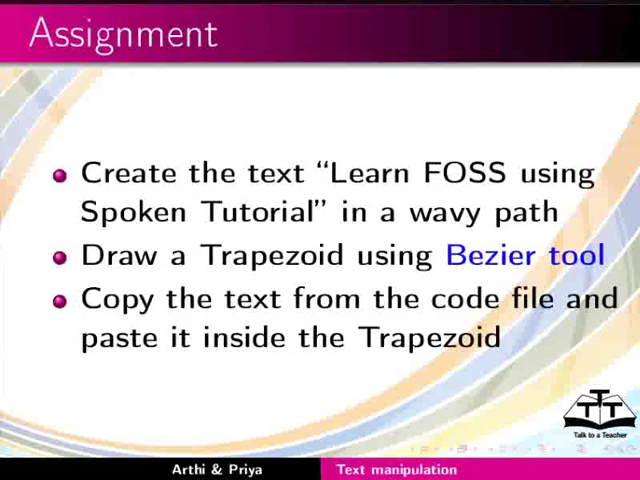 Assignment
Create the text “Learn FOSS using
Spoken Tutorial” in a wavy path
Draw a Trapezoid using Bezier tool
Copy the text from the code file and
paste it inside the Trapezoid
TTT
Talk to a Teacher
Arthi & Priya
Text manipulation